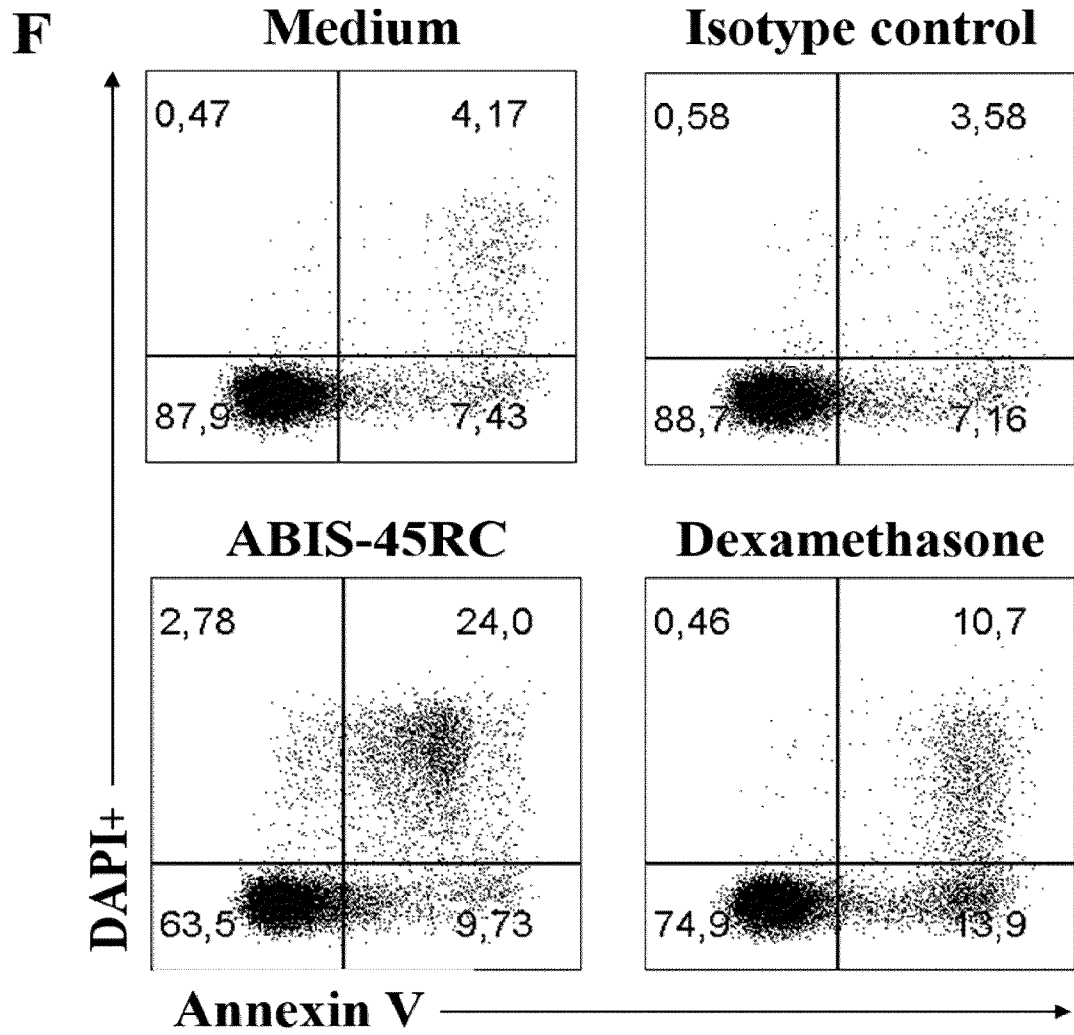 F
Medium
Isotype control
0,47
4,17
0,58
3,58
87,9
7,43
88,7
7,16
ABIS-45RC
Dexamethasone
2,78
24,0
0,46
10,7
63,5
9,73
74,9
13,9
DAPI+
Annexin V